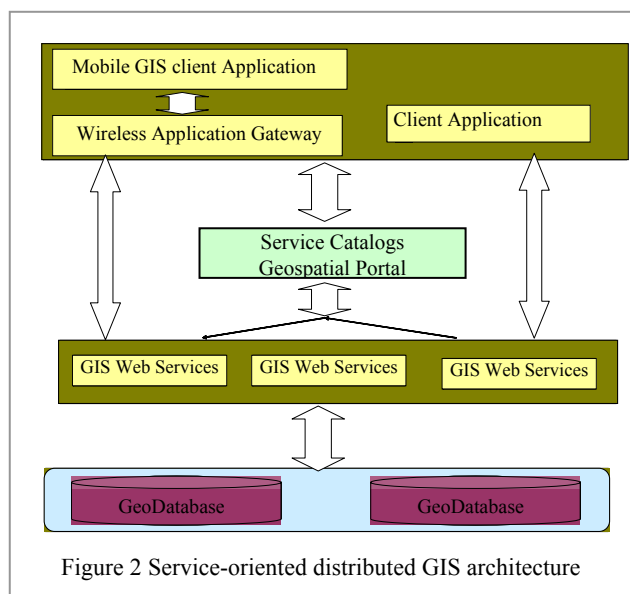 Mobile GIS client Application
Wireless Application Gateway
Client Application
Service Catalogs
Geospatial Portal
GIS Web Services
GIS Web Services
GIS Web Services
GeoDatabase
GeoDatabase
Figure 2 Service-oriented distributed GIS architecture